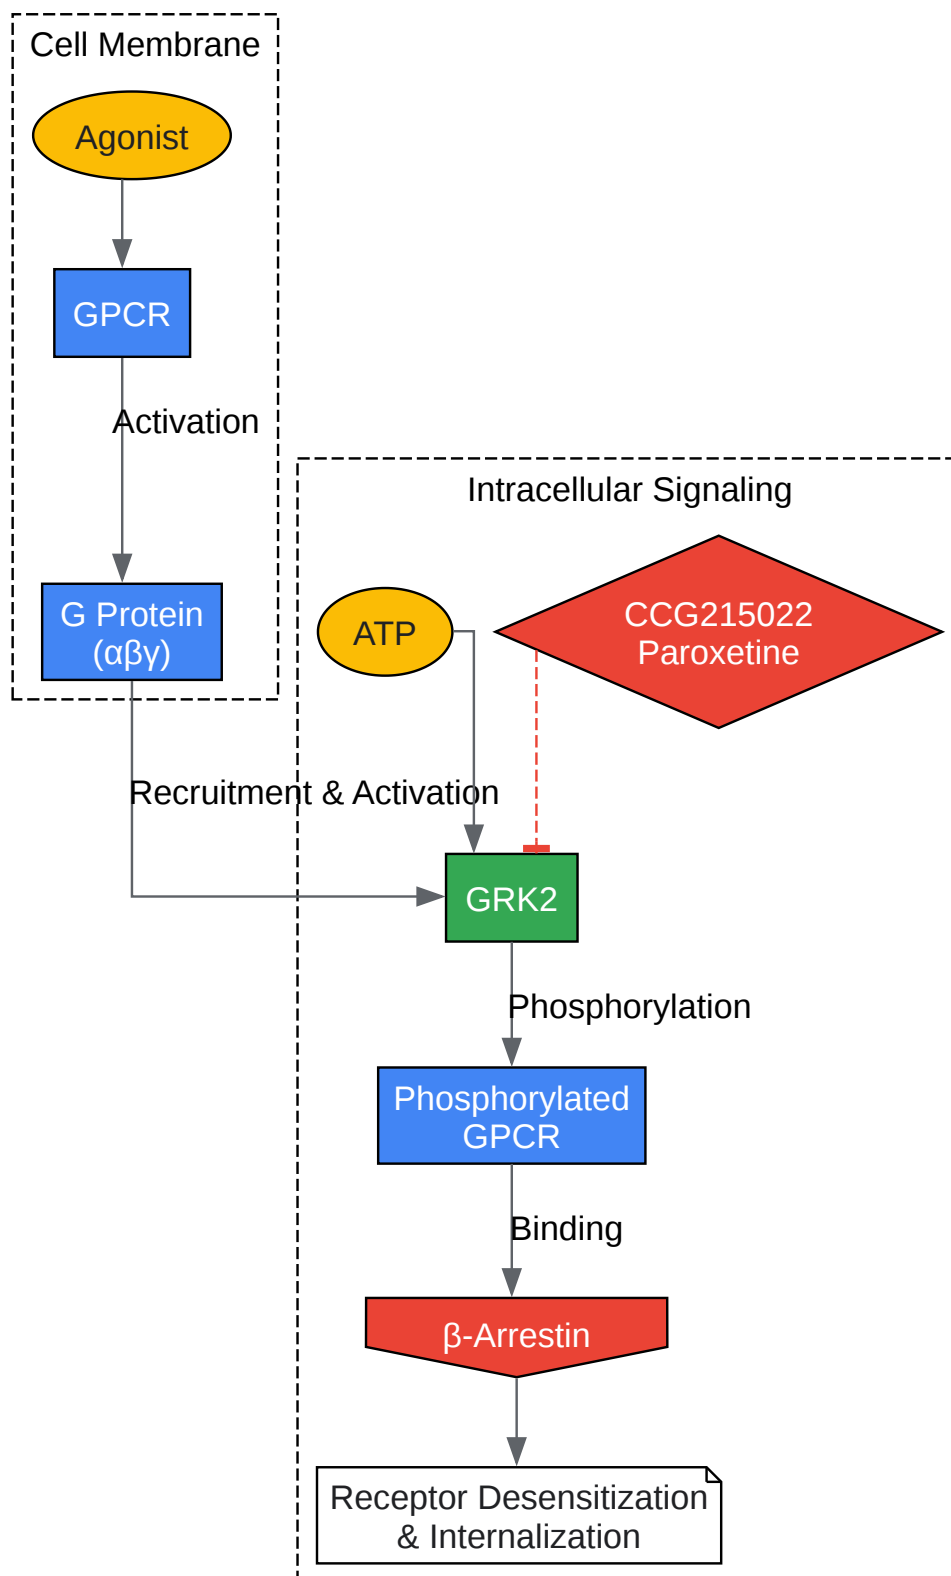 Cell Membrane
Agonist
GPCR
Activation
G Protein
(αβγ)
Intracellular Signaling
ATP
CCG215022
Paroxetine
Recruitment & Activation
GRK2
Phosphorylation
Phosphorylated
GPCR
Binding
β-Arrestin
Receptor Desensitization
& Internalization